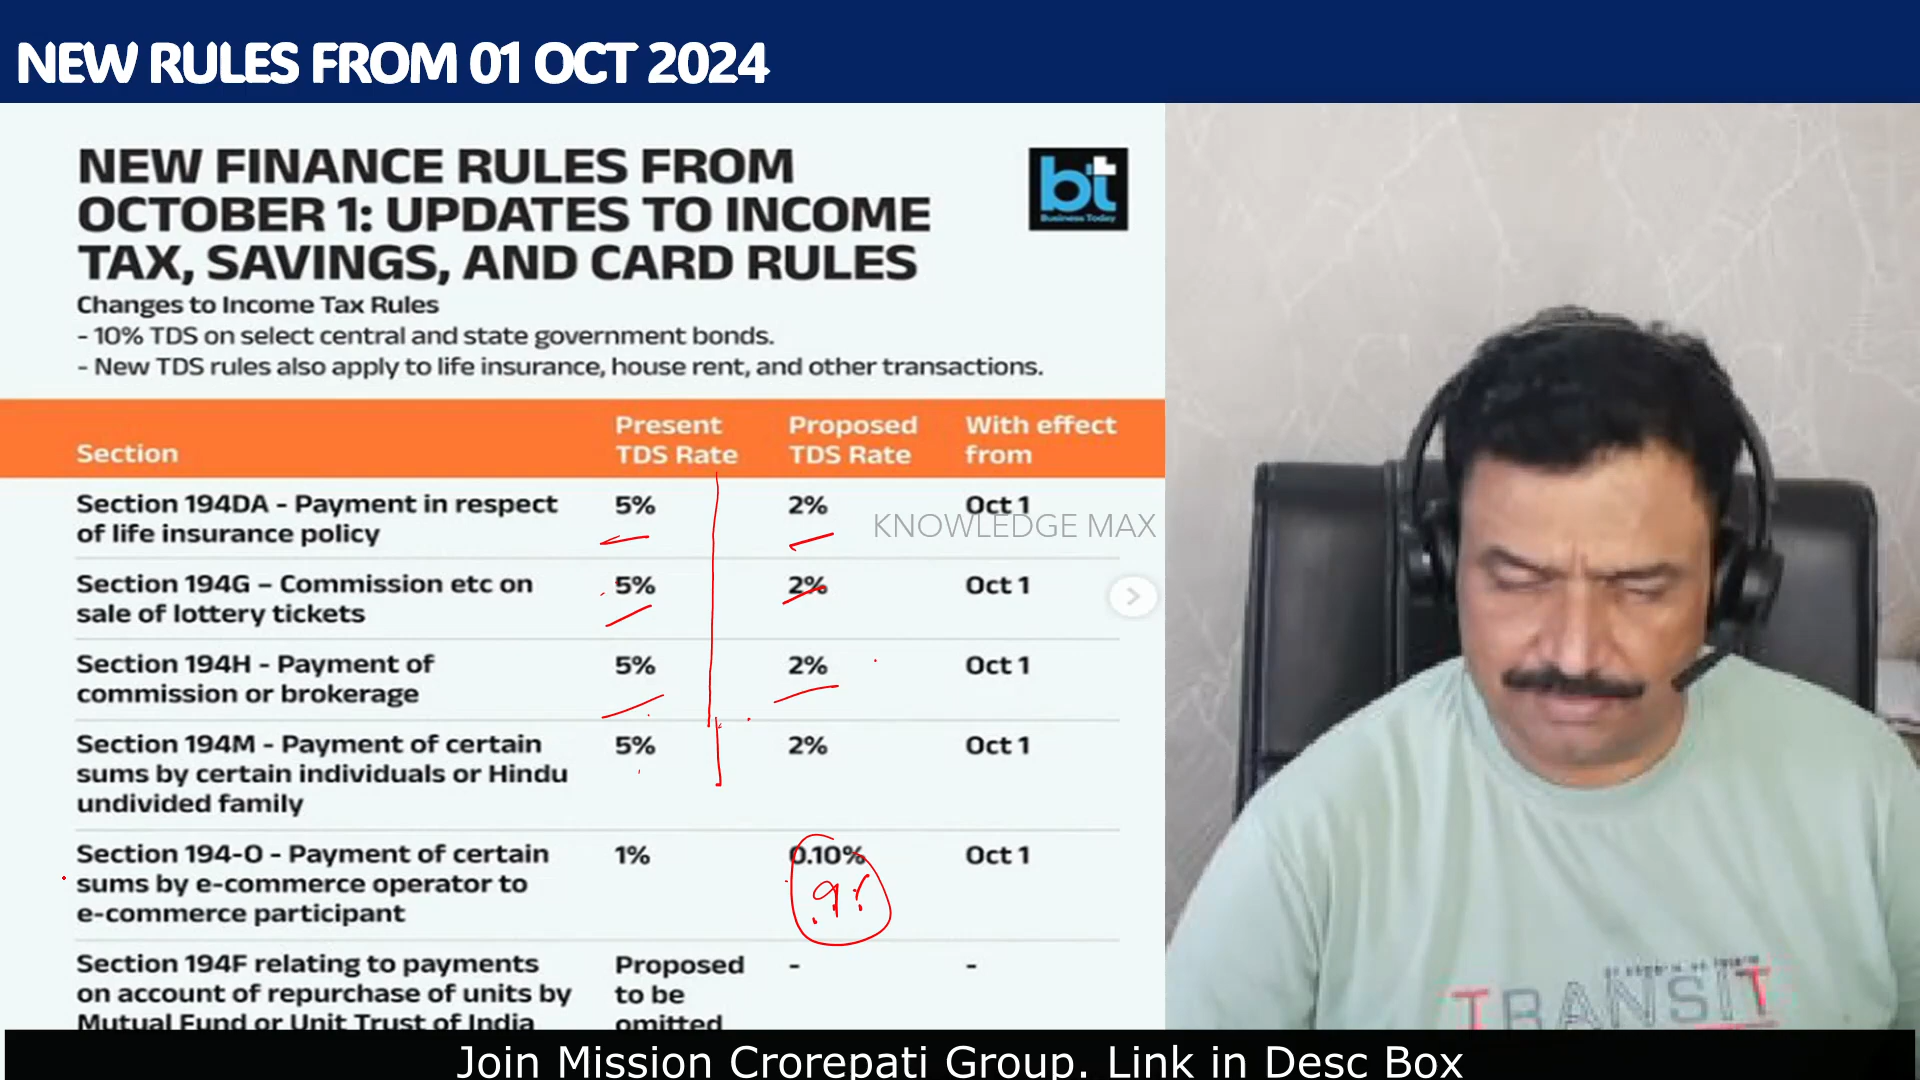 NEW RULES FROM 01 OCT 2024
NEW FINANCE RULES FROM
OCTOBER 1: UPDATES TO INCOME
TAX, SAVINGS, AND CARD RULES
bt
Business Today
Changes to Income Tax Rules
- 10% TDS on select central and state government bonds.
- New TDS rules also apply to life insurance, house rent, and other transactions.
Section
Present
TDS Rate
Proposed
TDS Rate
With effect
from
Section 194DA - Payment in respect
of life insurance policy
5%
2%
Oct 1
KNOWLEDGE MAX
Section 194G – Commission etc on
sale of lottery tickets
5%
2%
Oct 1
Section 194H - Payment of
commission or brokerage
5%
2%
Oct 1
Section 194M - Payment of certain
sums by certain individuals or Hindu
undivided family
5%
2%
Oct 1
Section 194-O - Payment of certain
sums by e-commerce operator to
e-commerce participant
1%
0.10%
Oct 1
Section 194F relating to payments
on account of repurchase of units by
Mutual Fund or Unit Trust of India
Proposed
to be
omitted
-
-
TRANSIT
Join Mission Crorepati Group. Link in Desc Box